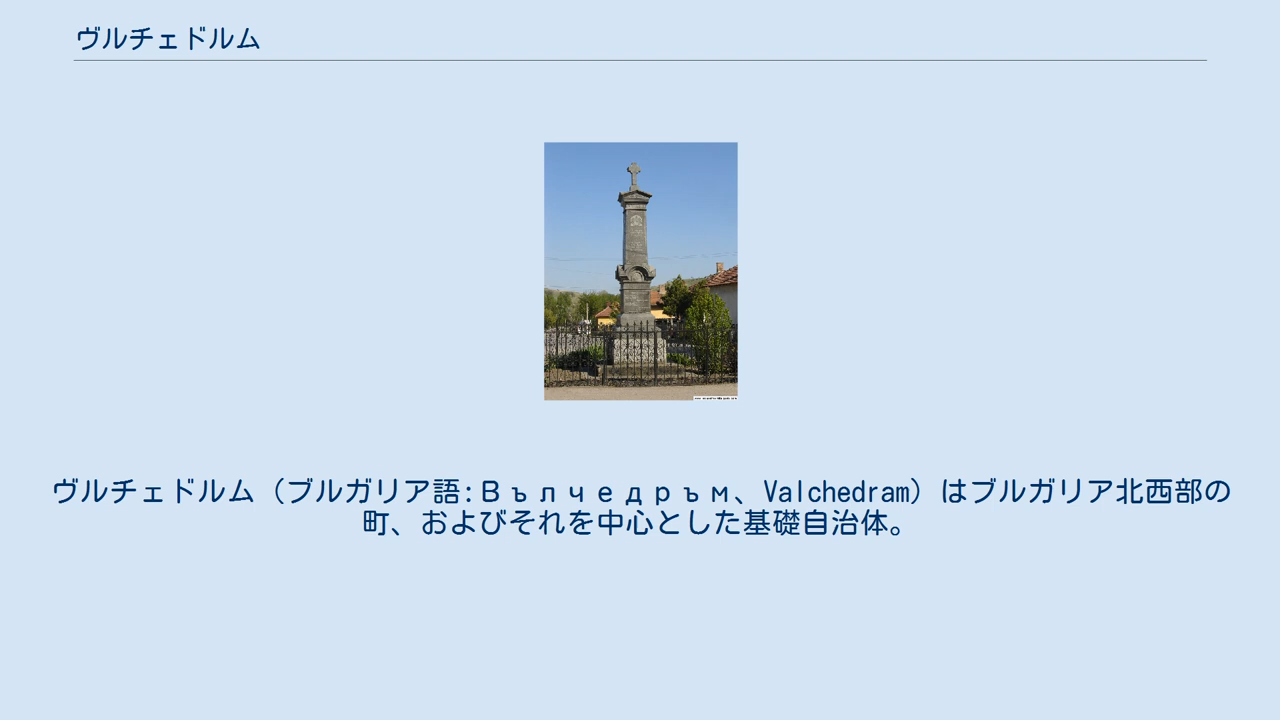 ヴルチェドルム
ヴルチェドルム（ブルガリア語:Вълчедръм、Valchedram）はブルガリア北西部の
町、およびそれを中心とした基礎自治体。